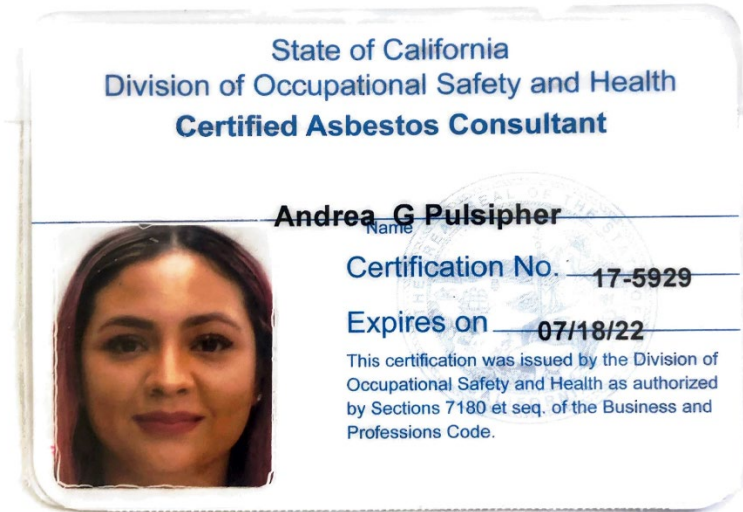 State of California
Division of Occupational Safety and Health
Certified Asbestos Consultant
Andrea G Pulsipher
Name
Certification No. 17-5929
Expires on 07/18/22
This certification was issued by the Division of
Occupational Safety and Health as authorized
by Sections 7180 et seq. of the Business and
Professions Code.